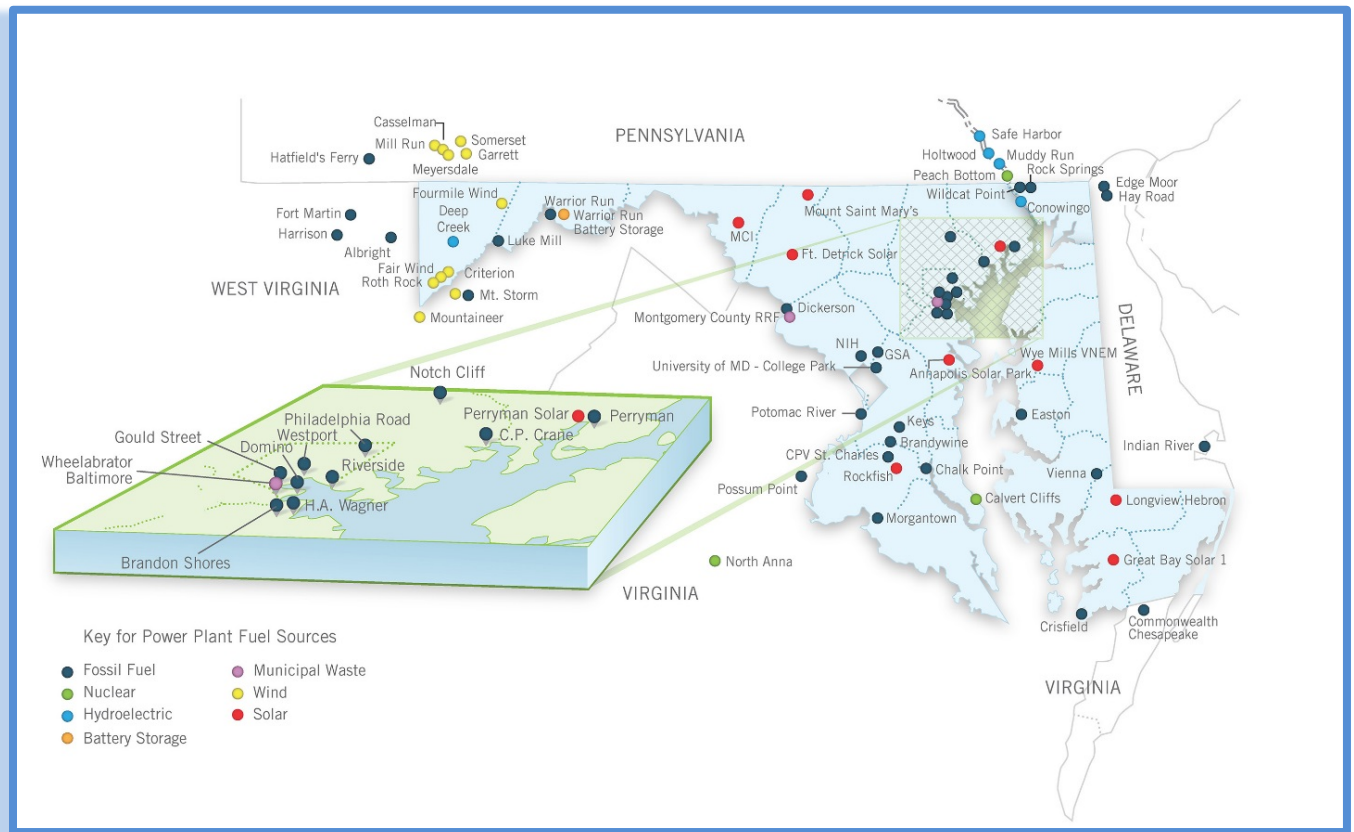 Casselman
Mill Run
Somerset
Garrett
Meyersdale
Hatfield's Ferry
PENNSYLVANIA
Safe Harbor
Holtwood
Muddy Run
Rock Springs
Peach Bottom
Wildcat Point
Conowingo
Edge Moor
Hay Road
Fourmile Wind
Deep
Creek
Warrior Run
Warrior Run
Battery Storage
Luke Mill
Mount Saint Mary's
MCI
Ft. Detrick Solar
Fort Martin
Harrison
Albright
WEST VIRGINIA
Fair Wind
Roth Rock
Criterion
Mt. Storm
Mountaineer
Dickerson
Montgomery County RRF
NIH
GSA
University of MD - College Park
Annapolis Solar Park
Wye Mills VNEM
DELAWARE
Potomac River
Keys
Brandywine
CPV St. Charles
Rockfish
Chalk Point
Easton
Indian River
Vienna
Possum Point
Calvert Cliffs
Longview Hebron
Morgantown
North Anna
Great Bay Solar 1
VIRGINIA
Crisfield
Commonwealth
Chesapeake
VIRGINIA
Notch Cliff
Philadelphia Road
Perryman Solar
Perryman
Gould Street
Westport
C.P. Crane
Domino
Wheelabrator
Baltimore
Riverside
H.A. Wagner
Brandon Shores
Key for Power Plant Fuel Sources
Fossil Fuel
Nuclear
Hydroelectric
Battery Storage
Municipal Waste
Wind
Solar